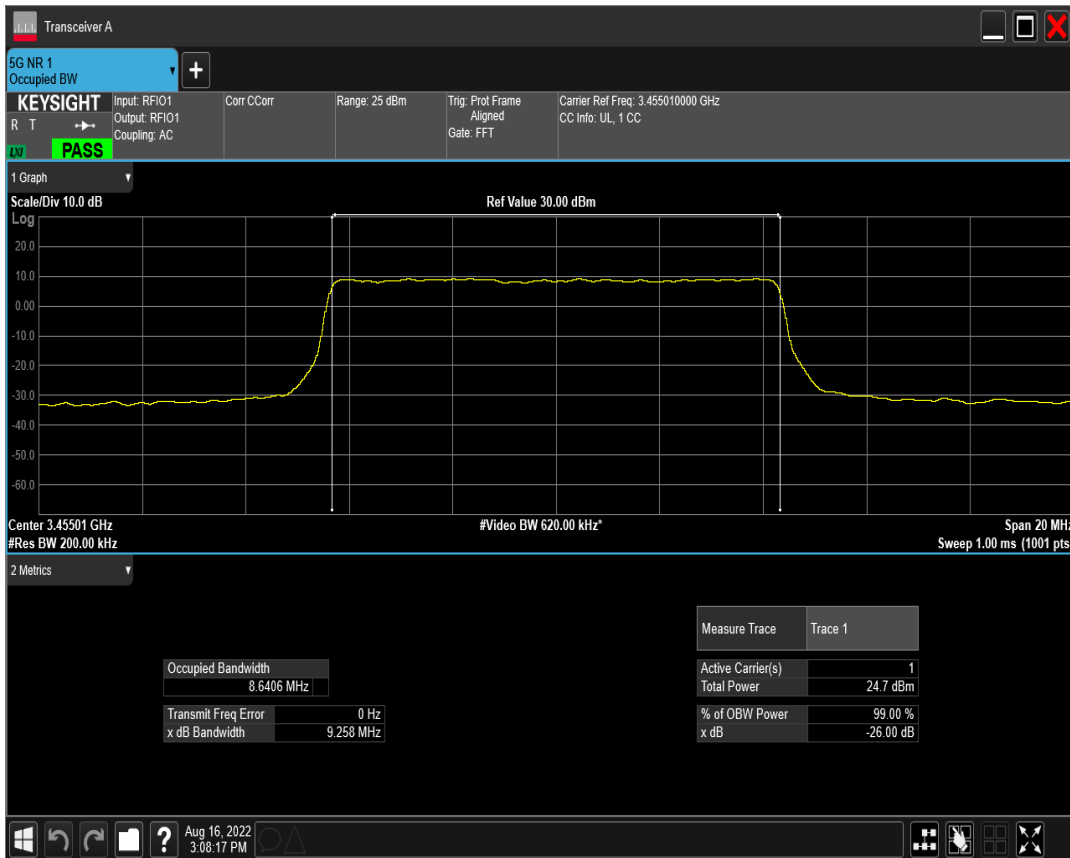 Transceiver A
5G NR 1
Occupied BW
KEYSIGHT
R T
LXI
PASS
Input: RFIO1
Output: RFIO1
Coupling: AC
Corr CCorr
Range: 25 dBm
Trig: Prot Frame
Aligned
Gate: FFT
Carrier Ref Freq: 3.455010000 GHz
CC Info: UL, 1 CC
1 Graph
Scale/Div 10.0 dB
Ref Value 30.00 dBm
Log
20.0
10.0
0.00
-10.0
-20.0
-30.0
-40.0
-50.0
-60.0
Center 3.45501 GHz
#Video BW 620.00 kHz*
Span 20 MHz
#Res BW 200.00 kHz
Sweep 1.00 ms (1001 pts
2 Metrics
Measure Trace Trace 1
Occupied Bandwidth
8.6406 MHz
Active Carrier(s) 1
Total Power 24.7 dBm
Transmit Freq Error 0 Hz
x dB Bandwidth 9.258 MHz
% of OBW Power 99.00 %
x dB -26.00 dB
?
Aug 16, 2022
3:08:17 PM